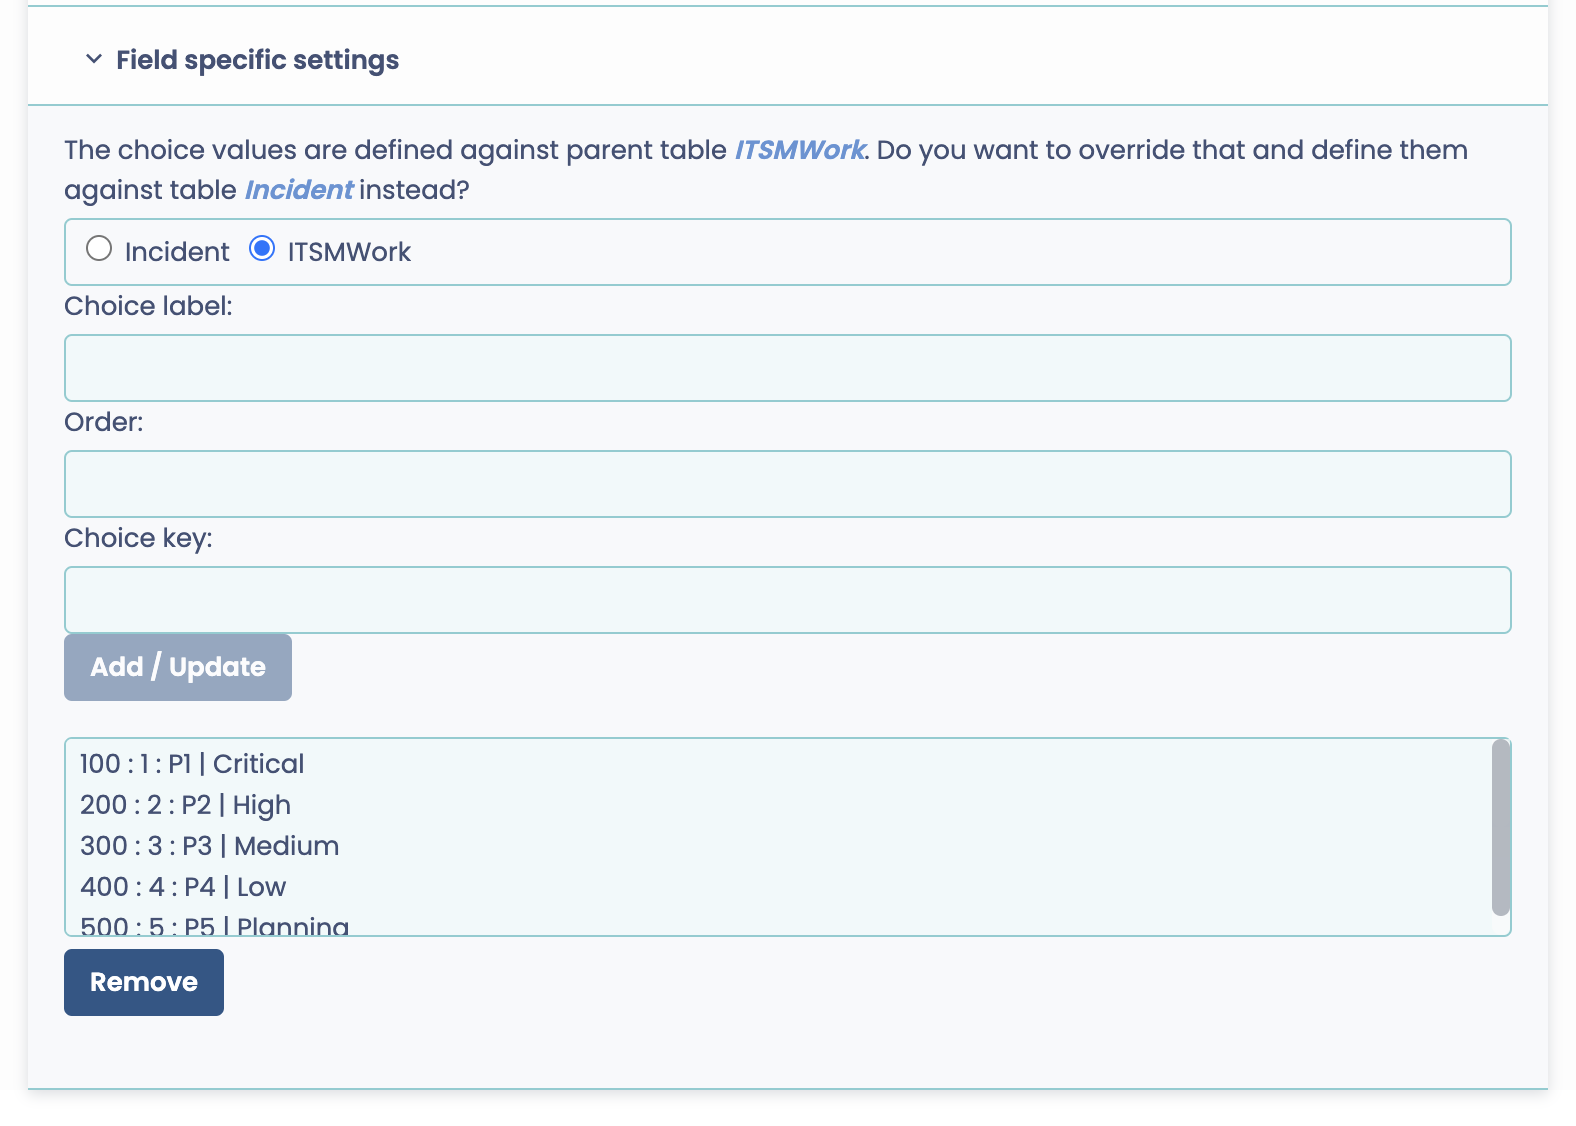 Field specific settings
The choice values are defined against parent table ITSMWork. Do you want to override that and define them
against table Incident instead?
Incident ITSMWork
Choice label:
Order:
Choice key:
Add / Update
100 : 1 : P1 | Critical
200 : 2 : P2 | High
300 : 3 : P3 | Medium
400 : 4 : P4 | Low
500 : 5 : P5 | Planning
Remove